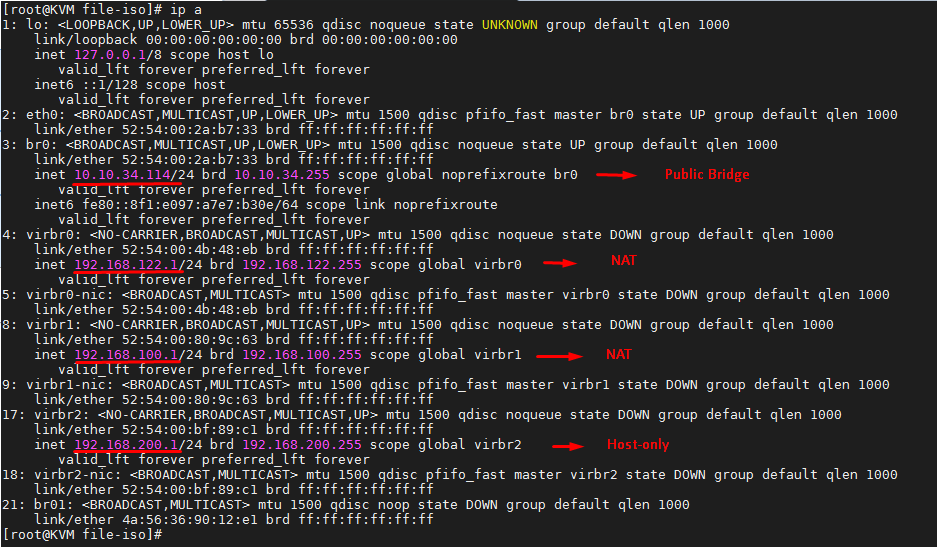 [root@KVM file-iso]# ip a
1: lo: <LOOPBACK,UP,LOWER_UP> mtu 65536 qdisc noqueue state UNKNOWN group default qlen 1000
    link/loopback 00:00:00:00:00:00 brd 00:00:00:00:00:00
    inet 127.0.0.1/8 scope host lo
       valid_lft forever preferred_lft forever
    inet6 ::1/128 scope host
       valid_lft forever preferred_lft forever
2: eth0: <BROADCAST,MULTICAST,UP,LOWER_UP> mtu 1500 qdisc pfifo_fast master br0 state UP group default qlen 1000
    link/ether 52:54:00:2a:b7:33 brd ff:ff:ff:ff:ff:ff
3: br0: <BROADCAST,MULTICAST,UP,LOWER_UP> mtu 1500 qdisc noqueue state UP group default qlen 1000
    link/ether 52:54:00:2a:b7:33 brd ff:ff:ff:ff:ff:ff
    inet 10.10.34.114/24 brd 10.10.34.255 scope global noprefixroute br0 Public Bridge
       valid_lft forever preferred_lft forever
    inet6 fe80::8f1:e097:a7e7:b30e/64 scope link noprefixroute
       valid_lft forever preferred_lft forever
4: virbr0: <NO-CARRIER,BROADCAST,MULTICAST,UP> mtu 1500 qdisc noqueue state DOWN group default qlen 1000
    link/ether 52:54:00:4b:48:eb brd ff:ff:ff:ff:ff:ff
    inet 192.168.122.1/24 brd 192.168.122.255 scope global virbr0 NAT
       valid_lft forever preferred_lft forever
5: virbr0-nic: <BROADCAST,MULTICAST> mtu 1500 qdisc pfifo_fast master virbr0 state DOWN group default qlen 1000
    link/ether 52:54:00:4b:48:eb brd ff:ff:ff:ff:ff:ff
8: virbr1: <NO-CARRIER,BROADCAST,MULTICAST,UP> mtu 1500 qdisc noqueue state DOWN group default qlen 1000
    link/ether 52:54:00:80:9c:63 brd ff:ff:ff:ff:ff:ff
    inet 192.168.100.1/24 brd 192.168.100.255 scope global virbr1 NAT
       valid_lft forever preferred_lft forever
9: virbr1-nic: <BROADCAST,MULTICAST> mtu 1500 qdisc pfifo_fast master virbr1 state DOWN group default qlen 1000
    link/ether 52:54:00:80:9c:63 brd ff:ff:ff:ff:ff:ff
17: virbr2: <NO-CARRIER,BROADCAST,MULTICAST,UP> mtu 1500 qdisc noqueue state DOWN group default qlen 1000
    link/ether 52:54:00:bf:89:c1 brd ff:ff:ff:ff:ff:ff
    inet 192.168.200.1/24 brd 192.168.200.255 scope global virbr2 Host-only
       valid_lft forever preferred_lft forever
18: virbr2-nic: <BROADCAST,MULTICAST> mtu 1500 qdisc pfifo_fast master virbr2 state DOWN group default qlen 1000
    link/ether 52:54:00:bf:89:c1 brd ff:ff:ff:ff:ff:ff
21: br01: <BROADCAST,MULTICAST> mtu 1500 qdisc noop state DOWN group default qlen 1000
    link/ether 4a:56:36:90:12:e1 brd ff:ff:ff:ff:ff:ff
[root@KVM file-iso]#